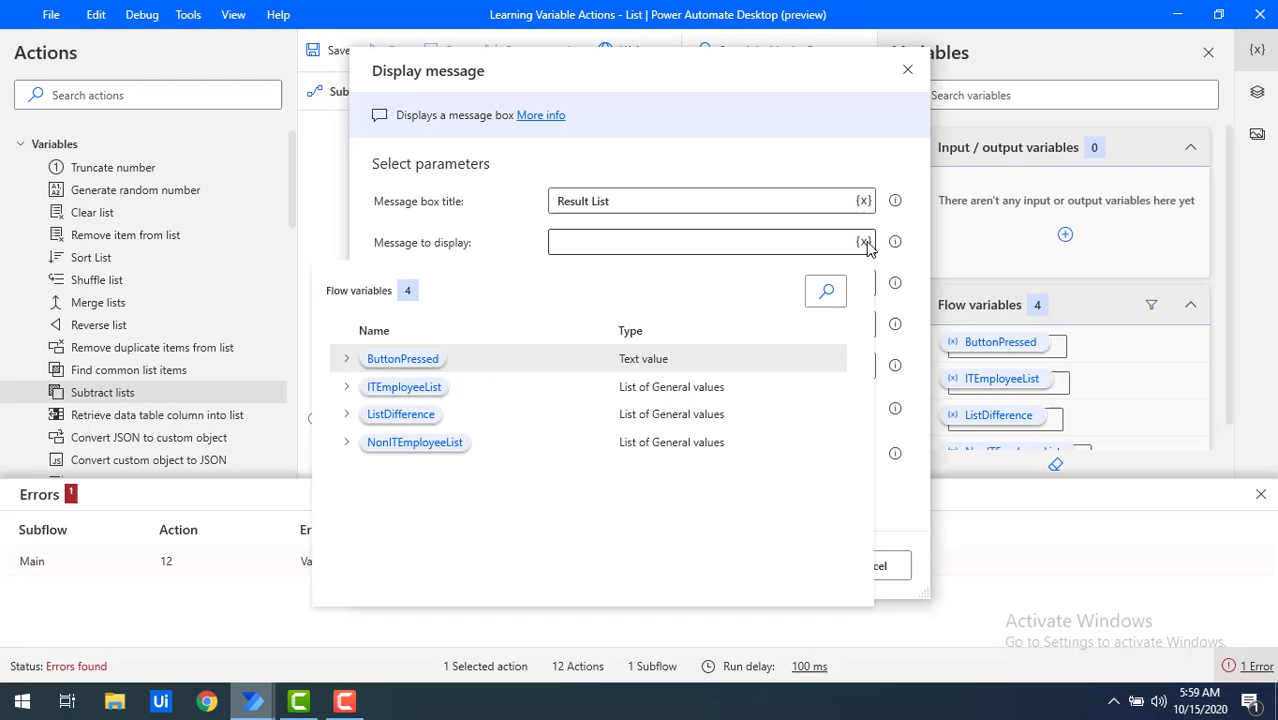 File Edit Debug Tools View Help
Learning Variable Actions - List | Power Automate Desktop (preview)
Actions
Search actions
Variables
Truncate number
Generate random number
Clear list
Remove item from list
Sort List
Shuffle list
Merge lists
Reverse list
Remove duplicate items from list
Find common list items
Subtract lists
Retrieve data table column into list
Convert JSON to custom object
Convert custom object to JSON
Save
Display message
Displays a message box More info
Select parameters
Message box title: Result List {x}
Message to display: {x}
Flow variables 4
Name Type
ButtonPressed Text value
ITEmployeeList List of General values
ListDifference List of General values
NonITEmployeeList List of General values
Search variables
{x}
Input / output variables 0
There aren't any input or output variables here yet
Flow variables 4
(x) ButtonPressed
(x) ITEmployeeList
(x) ListDifference
Errors 1
Subflow Action
Main 12
Status: Errors found 1 Selected action 12 Actions 1 Subflow Run delay: 100 ms 1 Error
Activate Windows
Go to Settings to activate Windows.
Ui
5:59 AM
10/15/2020
1